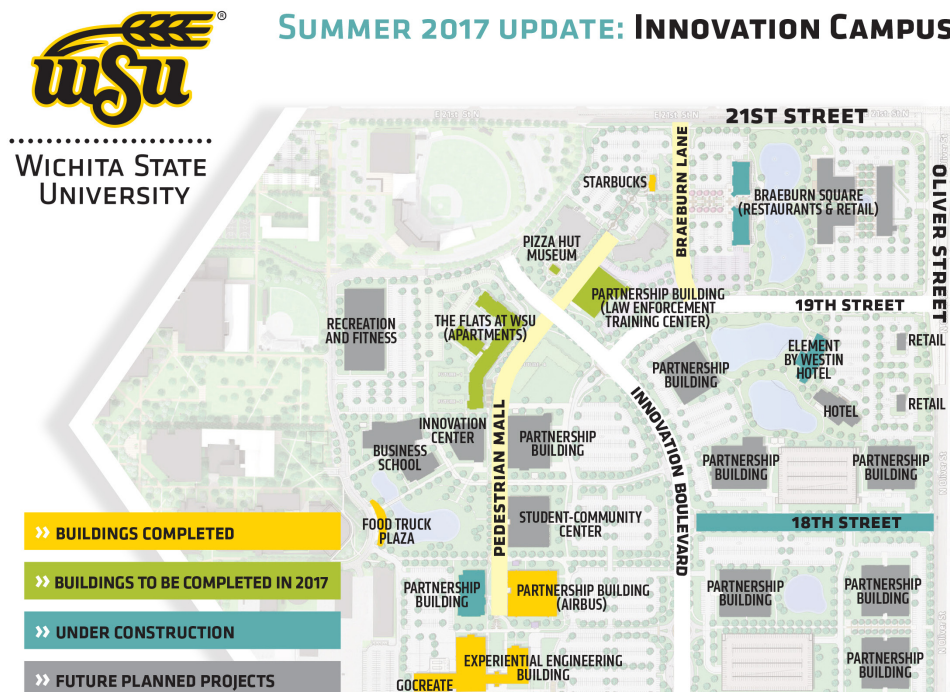 SUMMER 2017 UPDATE: INNOVATION CAMPUS
WSU
®
WICHITA STATE
UNIVERSITY
E 21st St N
E 21st St N
21ST STREET
BRAEBURN LANE
OLIVER STREET
STARBUCKS
BRAEBURN SQUARE
(RESTAURANTS & RETAIL)
PIZZA HUT
MUSEUM
PARTNERSHIP BUILDING
(LAW ENFORCEMENT
TRAINING CENTER)
19TH STREET
RECREATION
AND FITNESS
THE FLATS AT WSU
(APARTMENTS)
ELEMENT
BY WESTIN
HOTEL
RETAIL
PARTNERSHIP
BUILDING
HOTEL
RETAIL
INNOVATION BOULEVARD
PEDESTRIAN MALL
INNOVATION
CENTER
BUSINESS
SCHOOL
PARTNERSHIP
BUILDING
PARTNERSHIP
BUILDING
PARTNERSHIP
BUILDING
FOOD TRUCK
PLAZA
STUDENT-COMMUNITY
CENTER
18TH STREET
PARTNERSHIP
BUILDING
PARTNERSHIP BUILDING
(AIRBUS)
PARTNERSHIP
BUILDING
PARTNERSHIP
BUILDING
EXPERIENTIAL ENGINEERING
BUILDING
GOCREATE
PARTNERSHIP
BUILDING
» BUILDINGS COMPLETED
» BUILDINGS TO BE COMPLETED IN 2017
» UNDER CONSTRUCTION
» FUTURE PLANNED PROJECTS